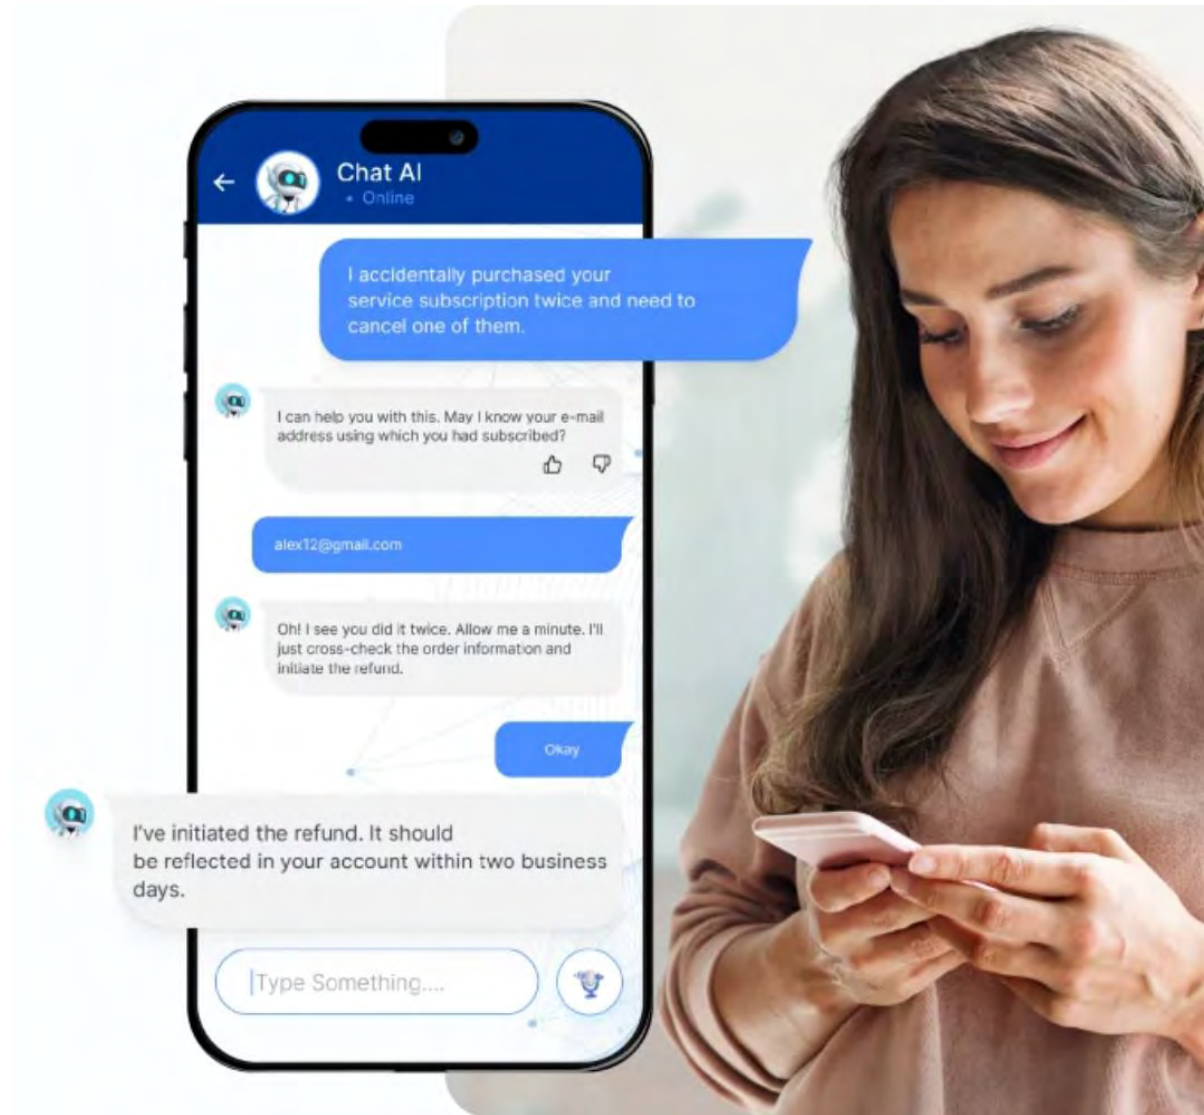 Chat AI
• Online
I accidentally purchased your
service subscription twice and need to
cancel one of them.
I can help you with this. May I know your e-mail
address using which you had subscribed?
alex12@gmail.com
Oh! I see you did it twice. Allow me a minute. I'll
just cross-check the order information and
initiate the refund.
Okay
I've initiated the refund. It should
be reflected in your account within two business
days.
Type Something....